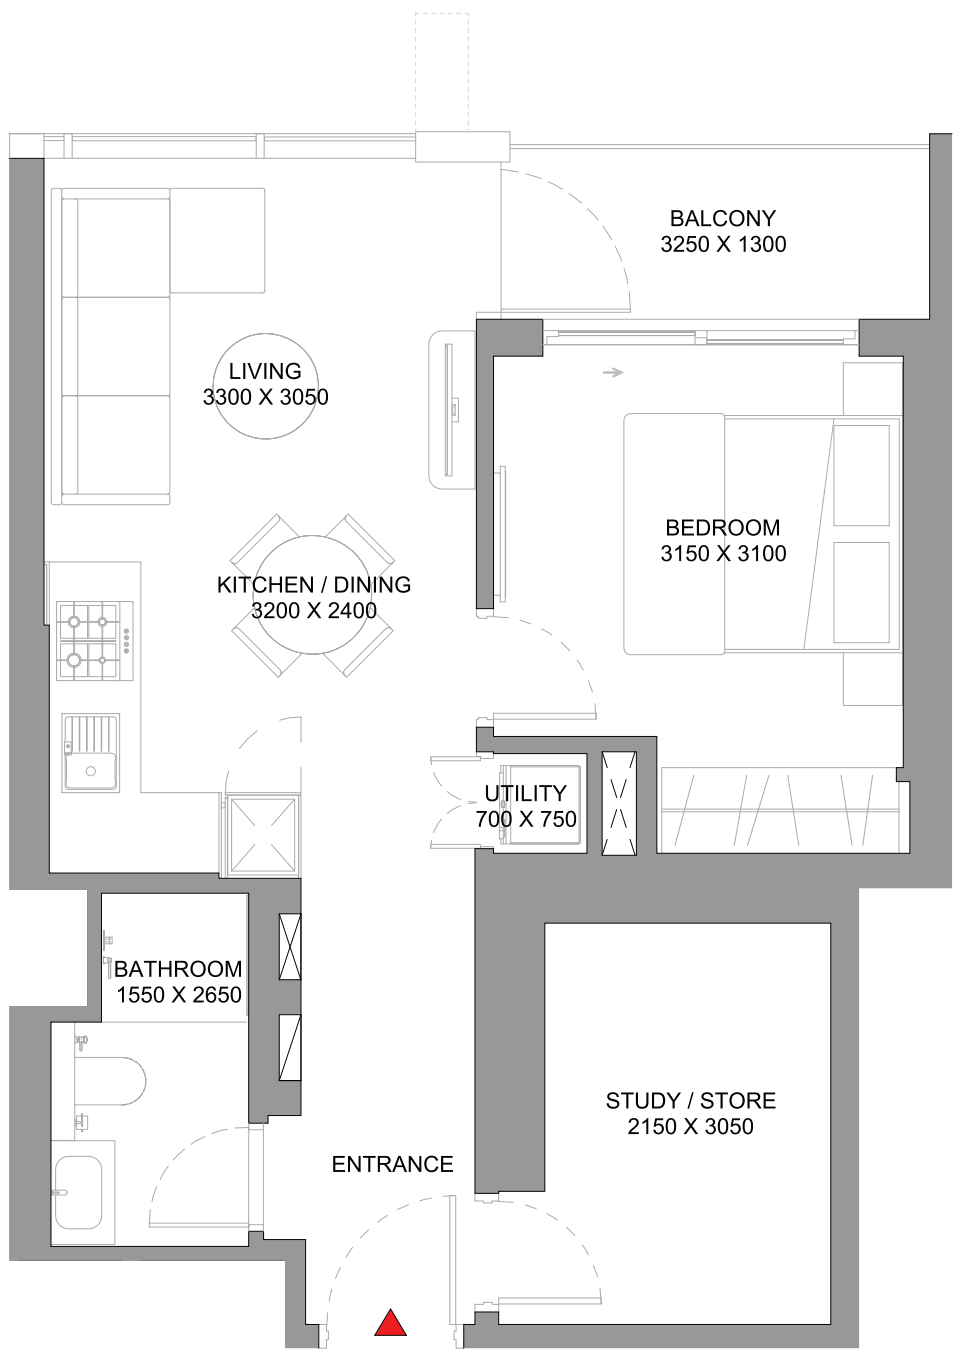 BALCONY
3250 X 1300
LIVING
3300 X 3050
BEDROOM
3150 X 3100
KITCHEN / DINING
3200 X 2400
UTILITY
700 X 750
BATHROOM
1550 X 2650
STUDY / STORE
2150 X 3050
ENTRANCE